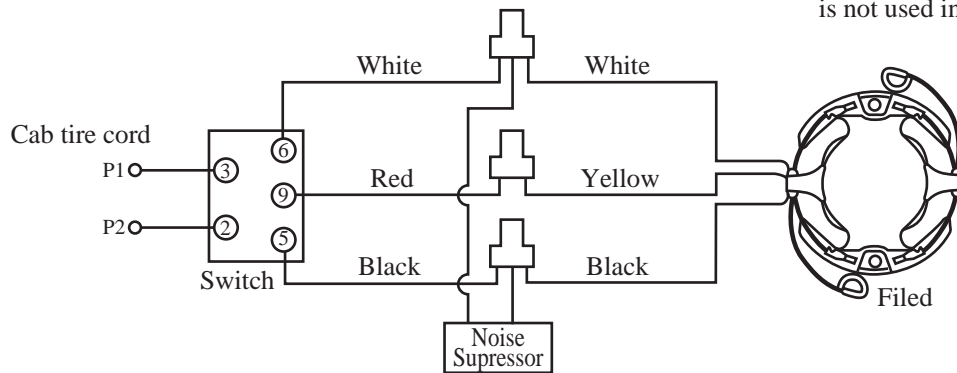 is not used in
White
White
Cab tire cord
P1
3
6
9
Red
Yellow
P2
2
5
Switch
Black
Black
Filed
Noise
Supressor